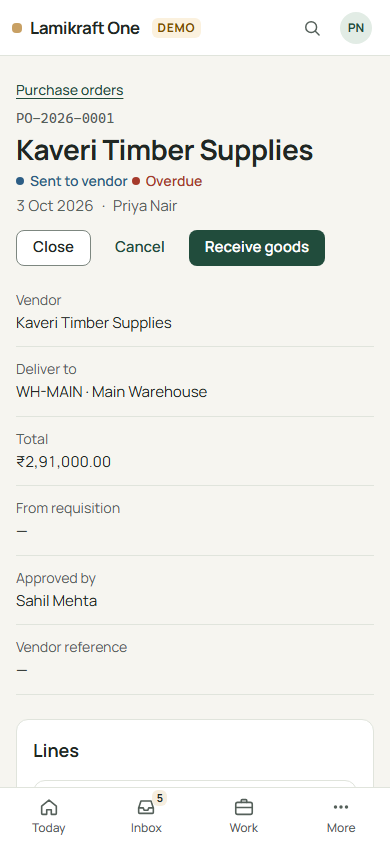 Lamikraft One DEMO PN
Purchase orders
PO-2026-0001
Kaveri Timber Supplies
Sent to vendor Overdue
3 Oct 2026 · Priya Nair
Close Cancel Receive goods
Vendor
Kaveri Timber Supplies
Deliver to
WH-MAIN · Main Warehouse
Total
₹2,91,000.00
From requisition
—
Approved by
Sahil Mehta
Vendor reference
—
Lines
5
Today Inbox Work More